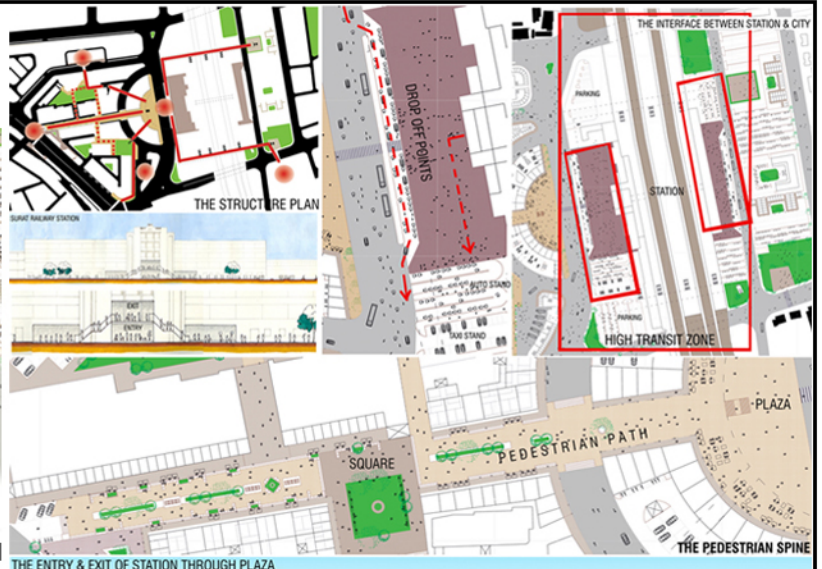 THE STRUCTURE PLAN
SURAT RAILWAY STATION
EXIT
ENTRY
DROP OFF POINTS
AUTO STAND
TAXI STAND
THE INTERFACE BETWEEN STATION & CITY
PARKING
STATION
PARKING
HIGH TRANSIT ZONE
SQUARE
PEDESTRIAN PATH
PLAZA
THE PEDESTRIAN SPINE
THE ENTRY & EXIT OF STATION THROUGH PLAZA